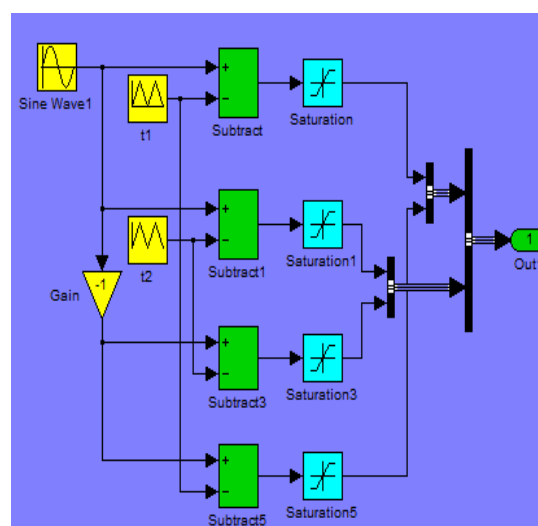 +
−
Sine Wave1
t1
Subtract
Saturation
+
−
t2
Subtract1
Saturation1
1
Out
-1
Gain
+
−
Subtract3
Saturation3
+
−
Subtract5
Saturation5